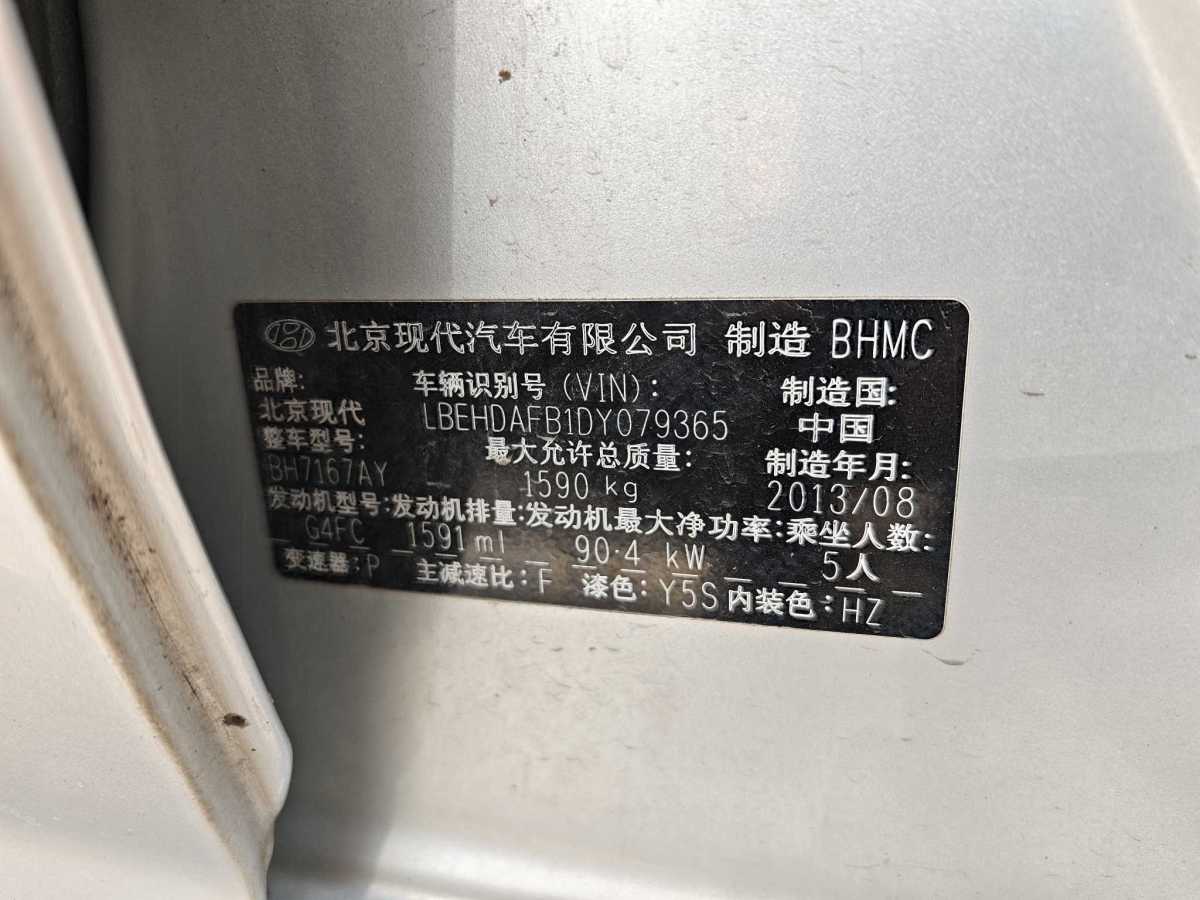 北京现代汽车有限公司 制造 BHMC
品牌: 车辆识别号 (VIN): 制造国:
北京现代 LBEHDAFB1DY079365 中国
整车型号: 最大允许总质量: 制造年月:
BH7167AY 1590 kg 2013/08
发动机型号: 发动机排量: 发动机最大净功率: 乘坐人数:
G4FC 1591 ml 90.4 kW 5人
变速器: P 主减速比: F 漆色: Y5S 内装色: HZ